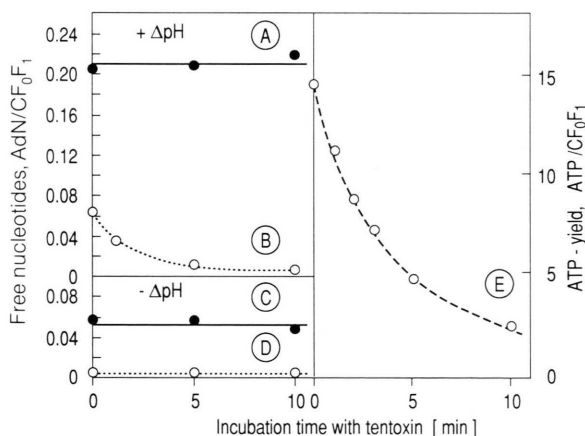 Free nucleotides, AdN/CF₀F₁
0.24
0.20
0.16
0.12
0.08
0.04
0
0.08
0.04
0
+ ΔpH
A
B
- ΔpH
C
D
E
15
10
5
0
ATP - yield, ATP/CF₀F₁
0 5 10 0 5 10
Incubation time with tentoxin [ min ]